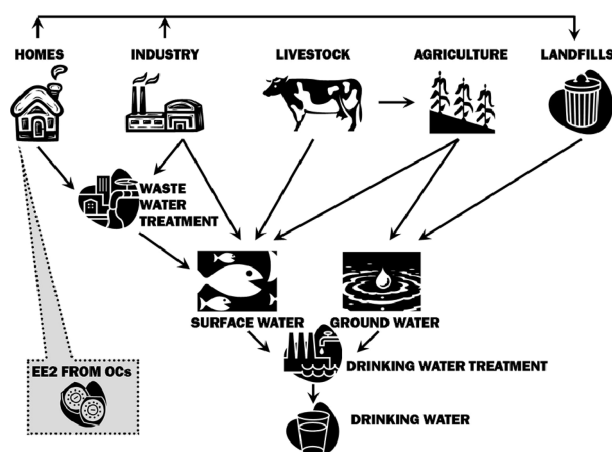 HOMES
INDUSTRY
LIVESTOCK
AGRICULTURE
LANDFILLS
WASTE
WATER
TREATMENT
SURFACE WATER
GROUND WATER
DRINKING WATER TREATMENT
EE2 FROM OCs
DRINKING WATER